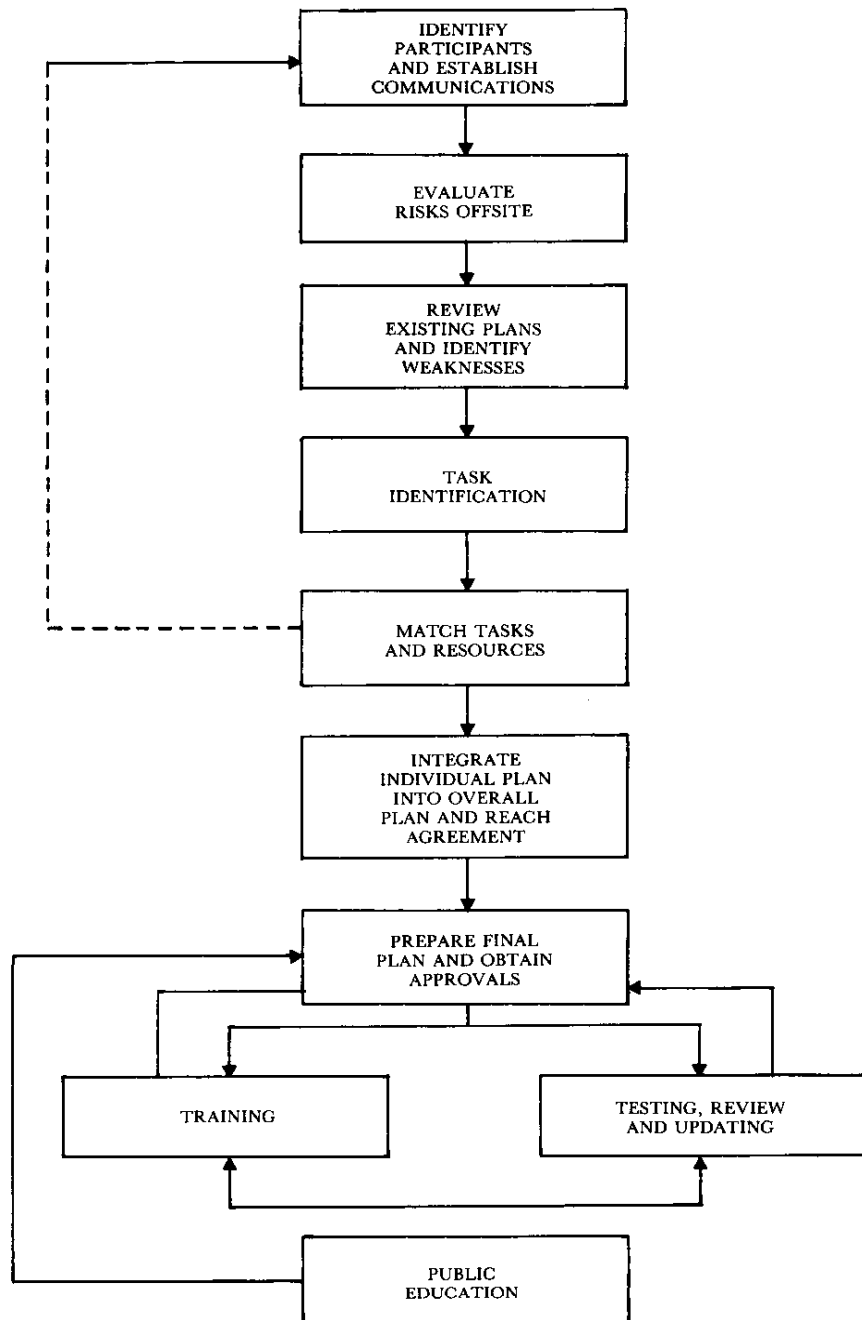 IDENTIFY
PARTICIPANTS
AND ESTABLISH
COMMUNICATIONS
EVALUATE
RISKS OFFSITE
REVIEW
EXISTING PLANS
AND IDENTIFY
WEAKNESSES
TASK
IDENTIFICATION
MATCH TASKS
AND RESOURCES
INTEGRATE
INDIVIDUAL PLAN
INTO OVERALL
PLAN AND REACH
AGREEMENT
PREPARE FINAL
PLAN AND OBTAIN
APPROVALS
TRAINING
TESTING, REVIEW
AND UPDATING
PUBLIC
EDUCATION